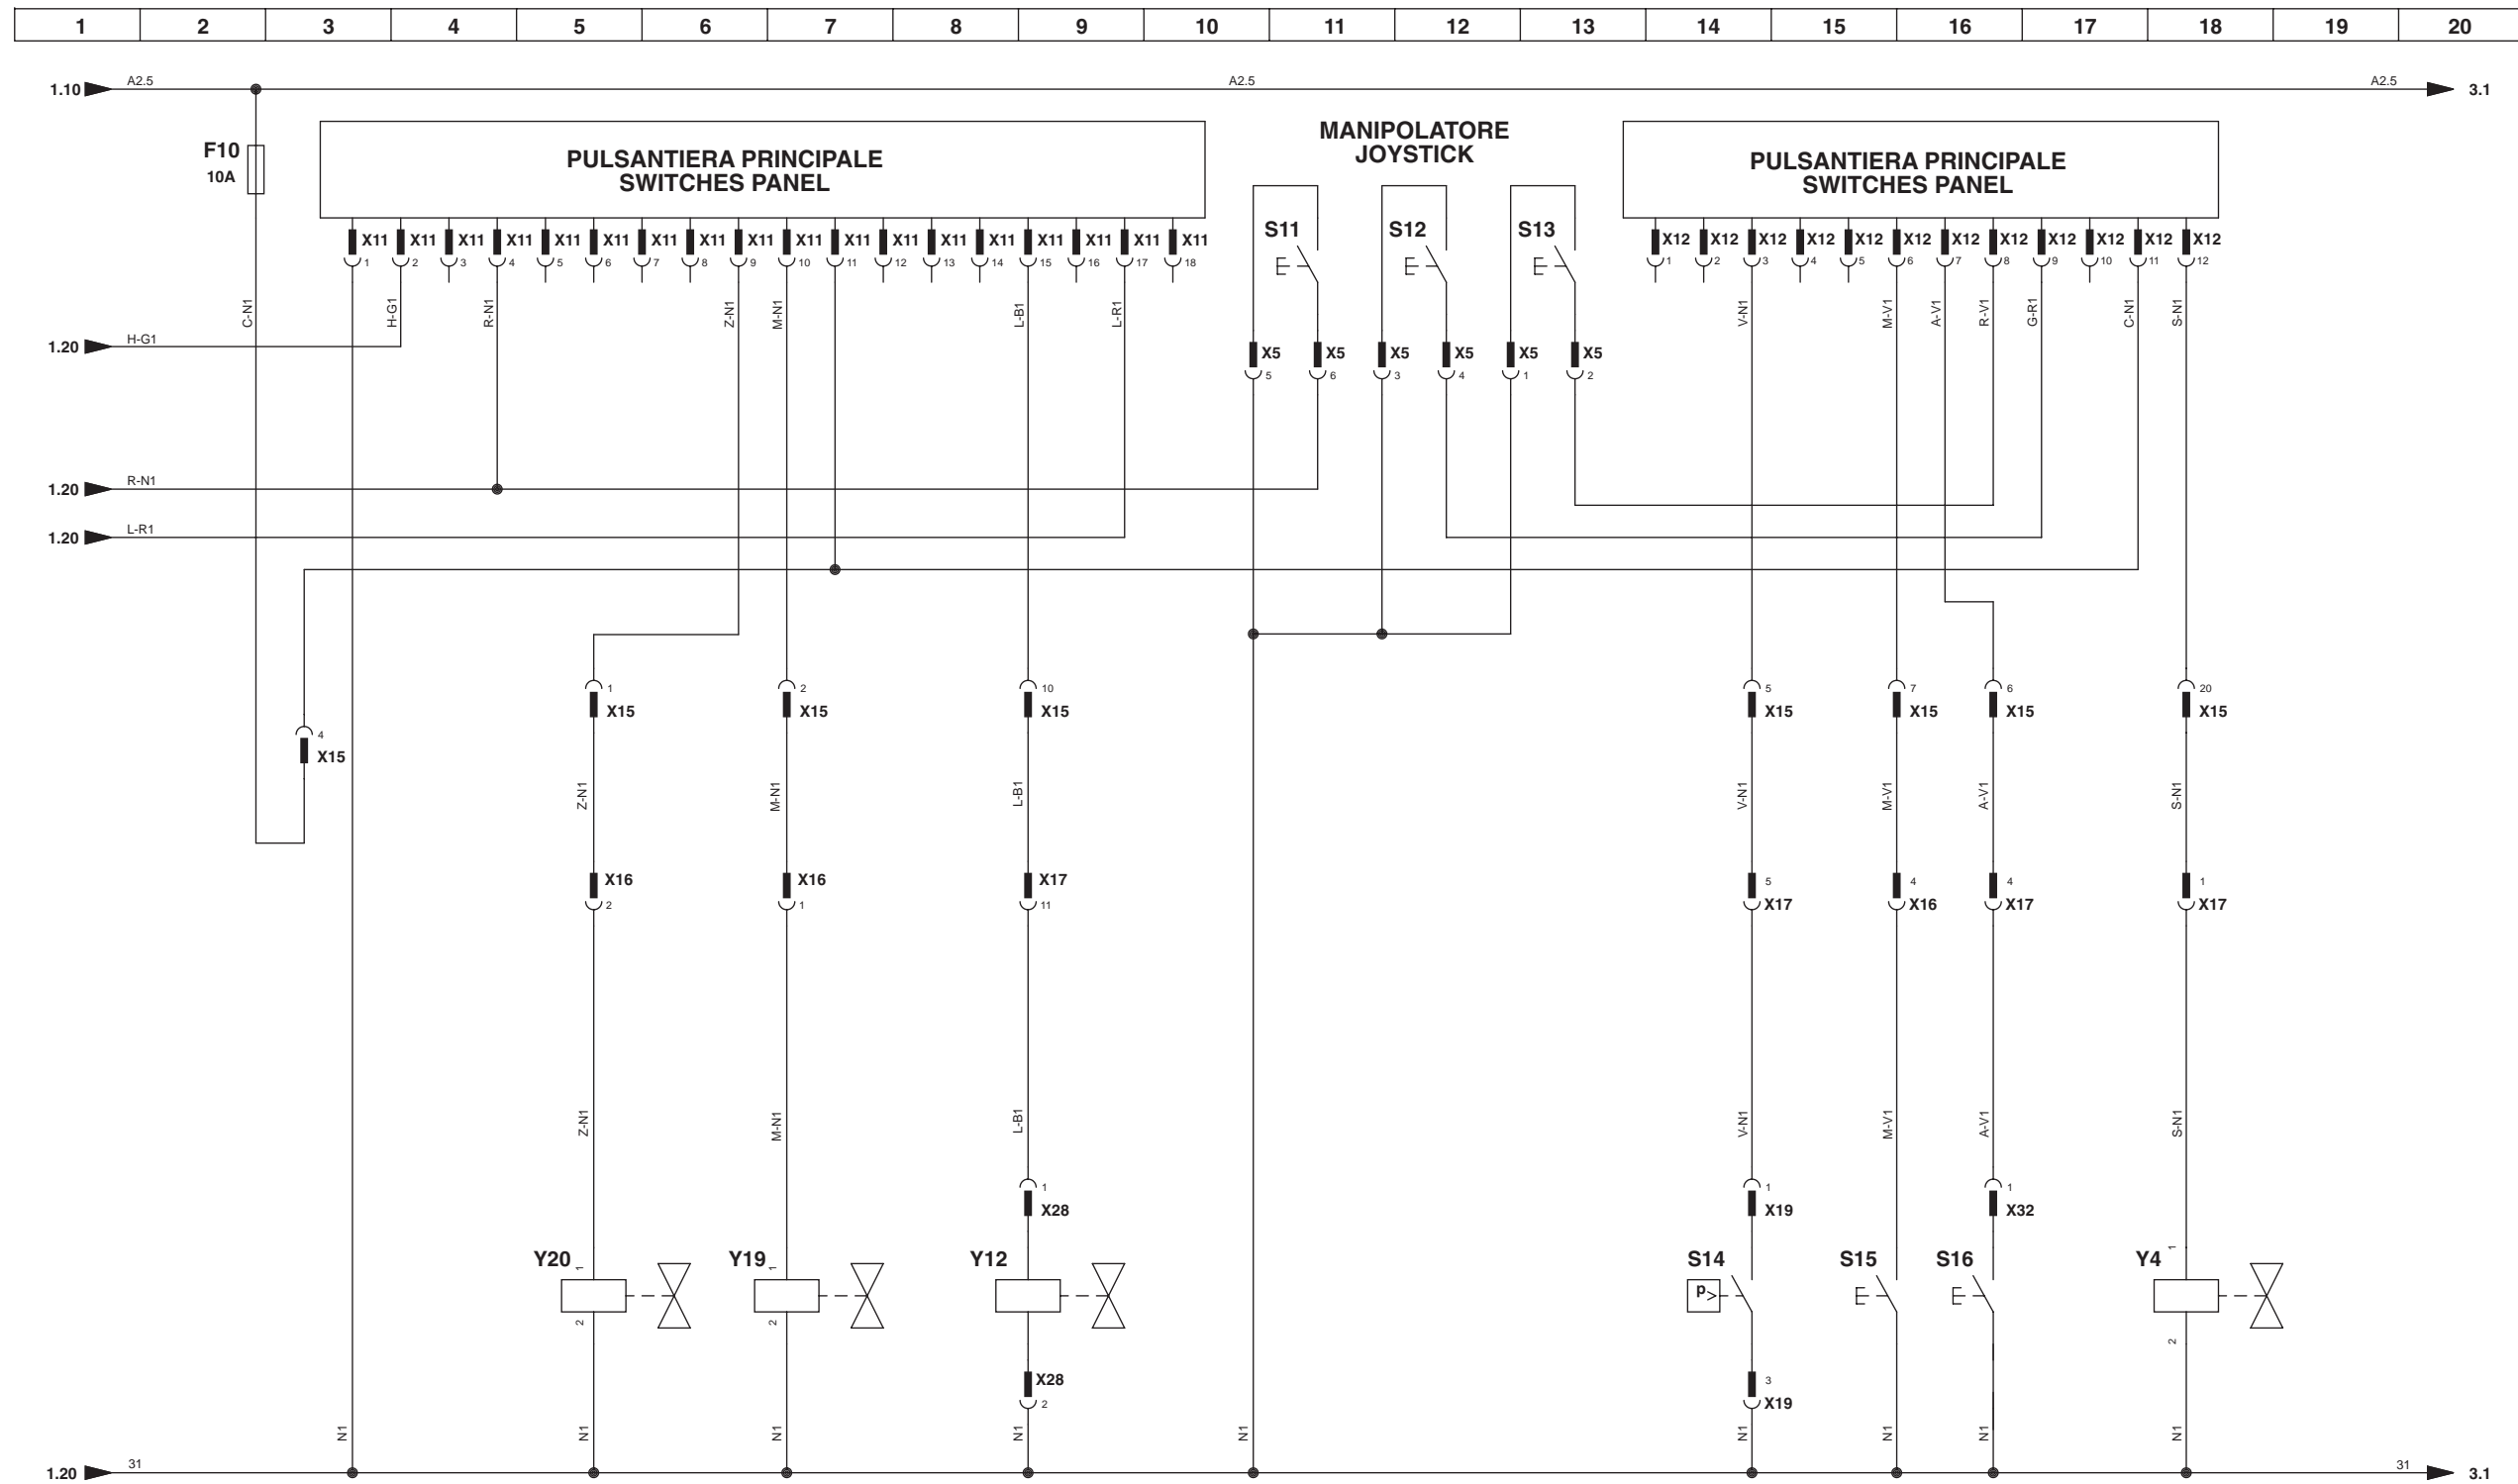 1 2 3 4 5 6 7 8 9 10 11 12 13 14 15 16 17 18 19 20
1.10 A2.5 A2.5 A2.5 3.1
F10
10A
PULSANTIERA PRINCIPALE
SWITCHES PANEL
MANIPOLATORE
JOYSTICK
PULSANTIERA PRINCIPALE
SWITCHES PANEL
S11 S12 S13
X11 X11 X11 X11 X11 X11 X11 X11 X11 X11 X11 X11 X11 X11 X11 X11 X11 X11
1 2 3 4 5 6 7 8 9 10 11 12 13 14 15 16 17 18
X12 X12 X12 X12 X12 X12 X12 X12 X12 X12 X12 X12
1 2 3 4 5 6 7 8 9 10 11 12
C-N1 H-G1 R-N1 Z-N1 M-N1 L-B1 L-R1 V-N1 M-V1 A-V1 R-V1 G-R1 C-N1 S-N1
1.20 H-G1
X5 X5 X5 X5 X5 X5
5 6 3 4 1 2
1.20 R-N1
1.20 L-R1
1 2 10 5 7 6 20
X15 X15 X15 X15 X15 X15 X15
4
X15
Z-N1 M-N1 L-B1 V-N1 M-V1 A-V1 S-N1
X16 X16 X17
5 4 4 1
2 1 11
X17 X16 X17 X17
Z-N1 M-N1 L-B1 V-N1 M-V1 A-V1 S-N1
1 1 1
X28 X19 X32
Y20 1 Y19 1 Y12 S14 S15 S16 Y4 1
p>
2 2 2
X28 3
2 X19
N1 N1 N1 N1 N1 N1 N1 N1 N1
1.20 31 31 3.1